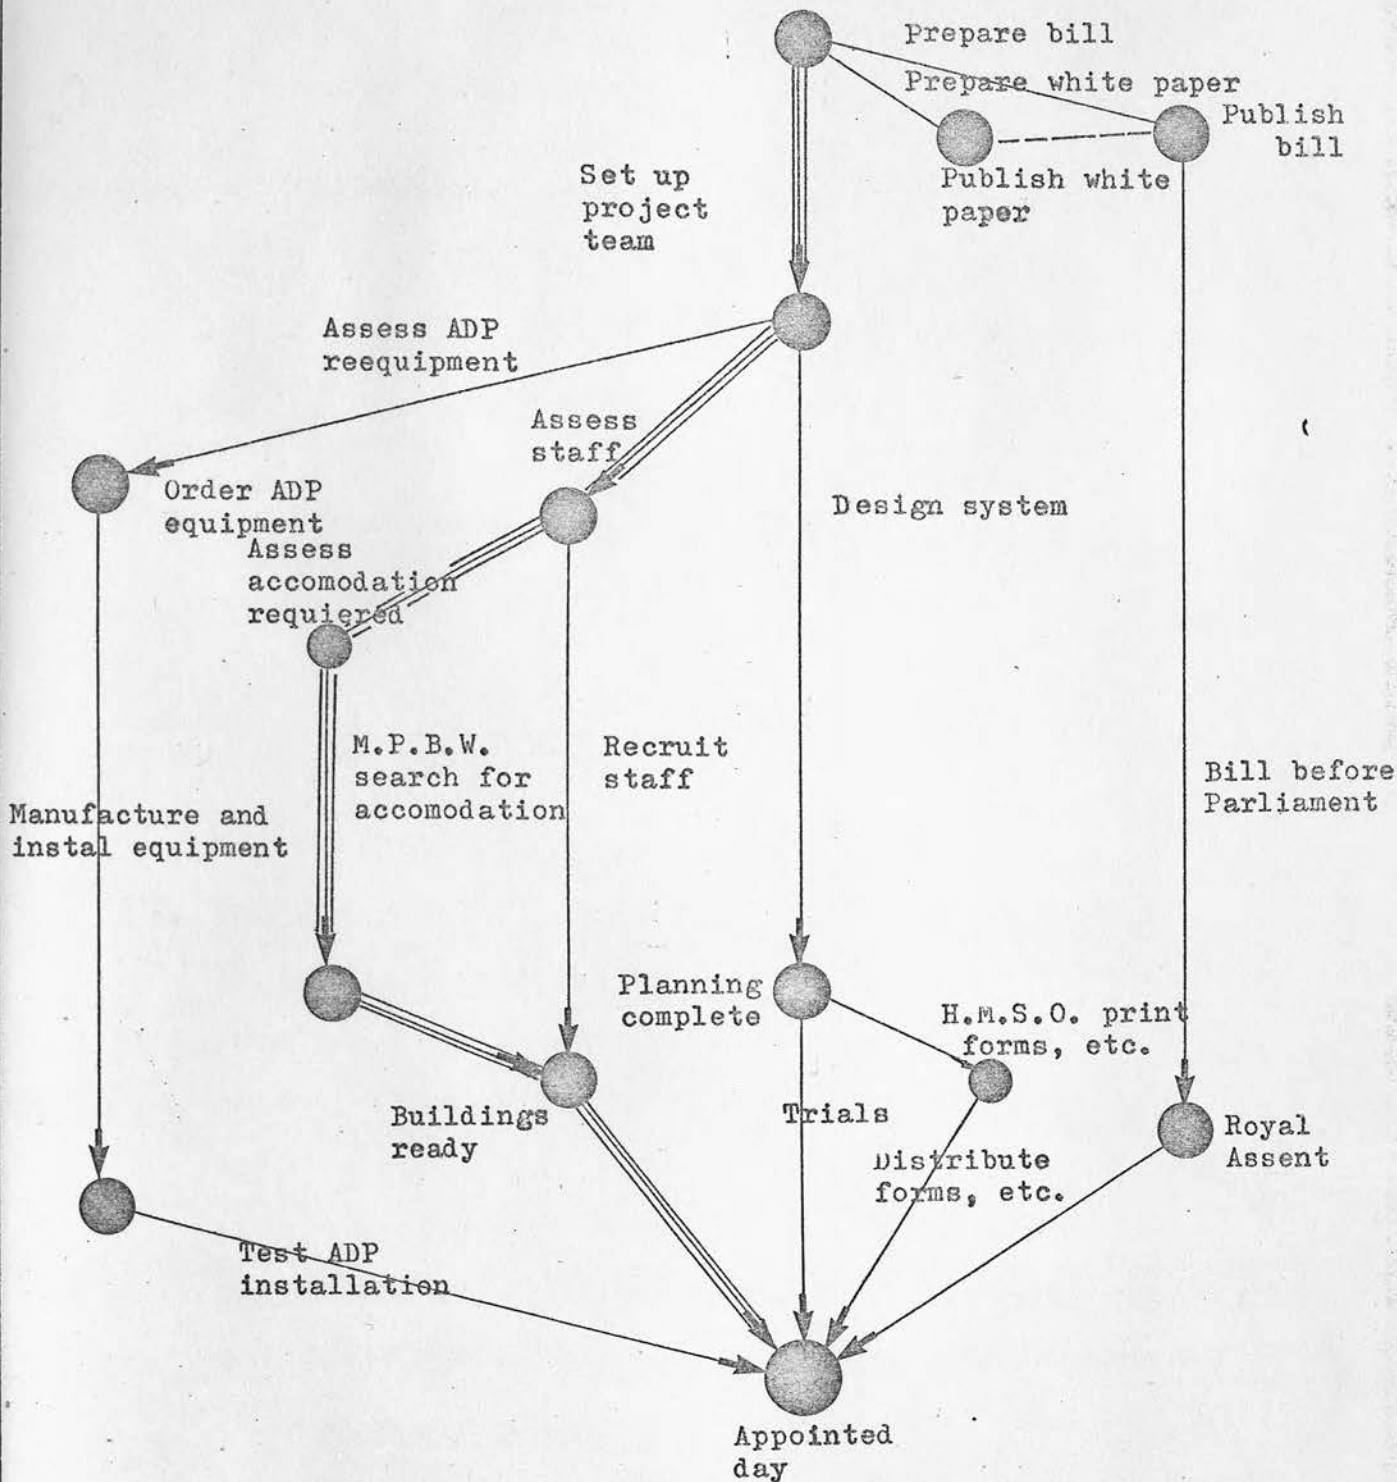 Prepare bill
Prepare white paper
Publish
bill
Publish white
paper
Set up
project
team
Assess ADP
reequipment
Assess
staff
Order ADP
equipment
Assess
accomodation
requiered
Design system
M.P.B.W.
search for
accomodation
Recruit
staff
Bill before
Parliament
Manufacture and
instal equipment
Planning
complete
H.M.S.O. print
forms, etc.
Buildings
ready
Trials
Distribute
forms, etc.
Royal
Assent
Test ADP
installation
Appointed
day